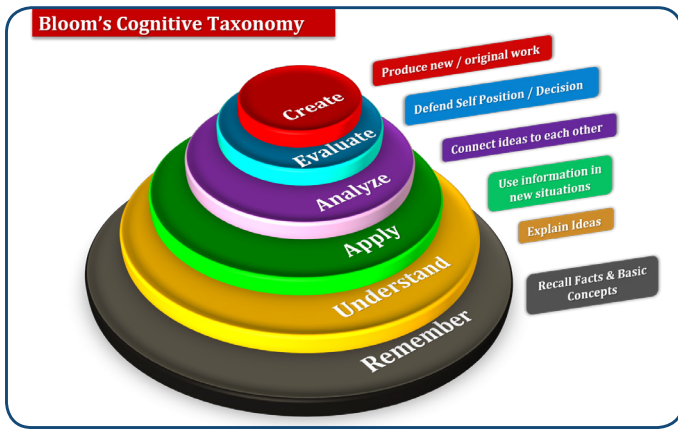 Bloom's Cognitive Taxonomy
Create
Evaluate
Analyze
Apply
Understand
Remember
Produce new / original work
Defend Self Position / Decision
Connect ideas to each other
Use information in
new situations
Explain Ideas
Recall Facts & Basic
Concepts